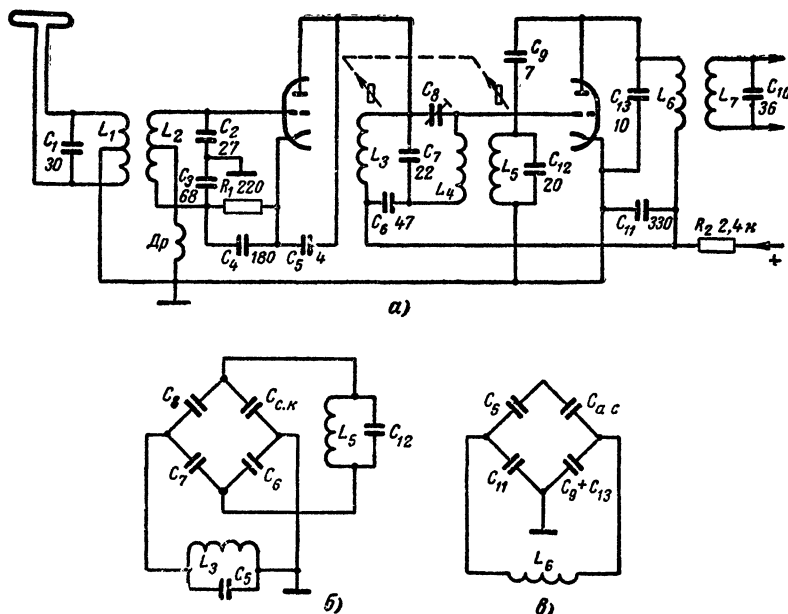 C1
30
L1
L2
C2
27
C3
68
R1 220
Др
C4 180
C5 4
C8
L3
C7
22
L4
C6 47
C9
7
L5
C12
20
C13
10
L6
L7
C10
36
C11 330
R2 2,4к
+
а)
C8
Cс.к
C7
C6
L5
C12
L3
C5
б)
C5
Cа с
C11
C9+C13
L6
в)